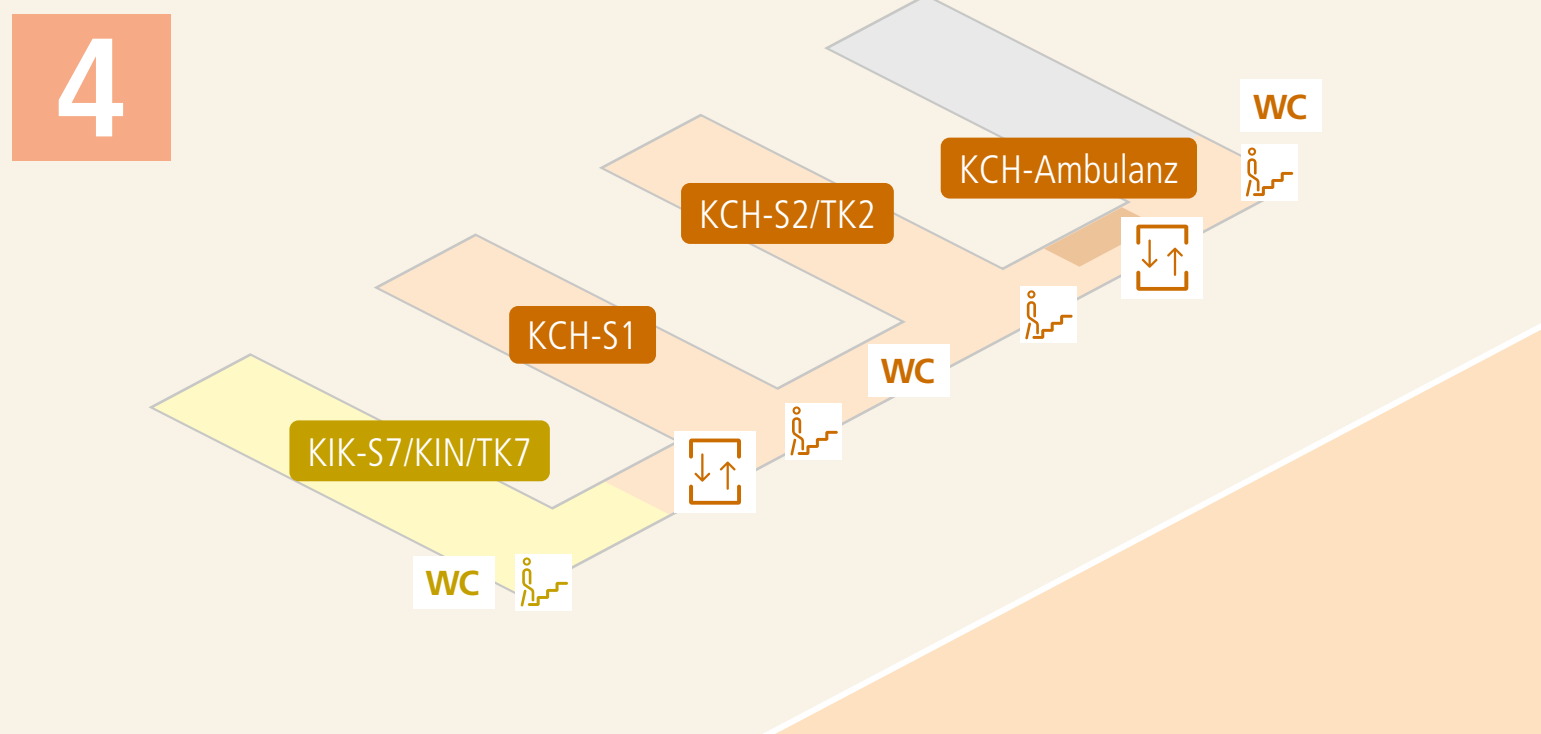 4
WC
KCH-Ambulanz
KCH-S2/TK2
KCH-S1
WC
KIK-S7/KIN/TK7
WC